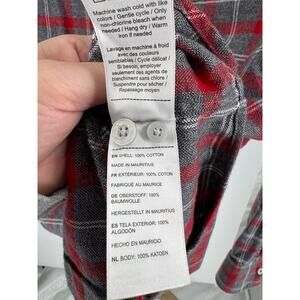 Machine wash cold with like
colors / Gentle cycle / Only
non-chlorine bleach when
needed / Hang dry / Warm
iron if needed
Lavage en machine à froid
avec des couleurs
semblables / Cycle délicat /
Si besoin, employer
seulement des agents de
blanchiment sans chlore /
Suspendre pour sécher /
Repassage moyen
EN SHELL: 100% COTTON
MADE IN MAURITIUS
FR EXTÉRIEUR: 100% COTON
FABRIQUÉ AU MAURICE
DE OBERSTOFF: 100%
BAUMWOLLE
HERGESTELLT IN MAURITIUS
ES TELA EXTERIOR: 100%
ALGODÓN
HECHO EN MAURICIO
NL BODY: 100% KATOEN